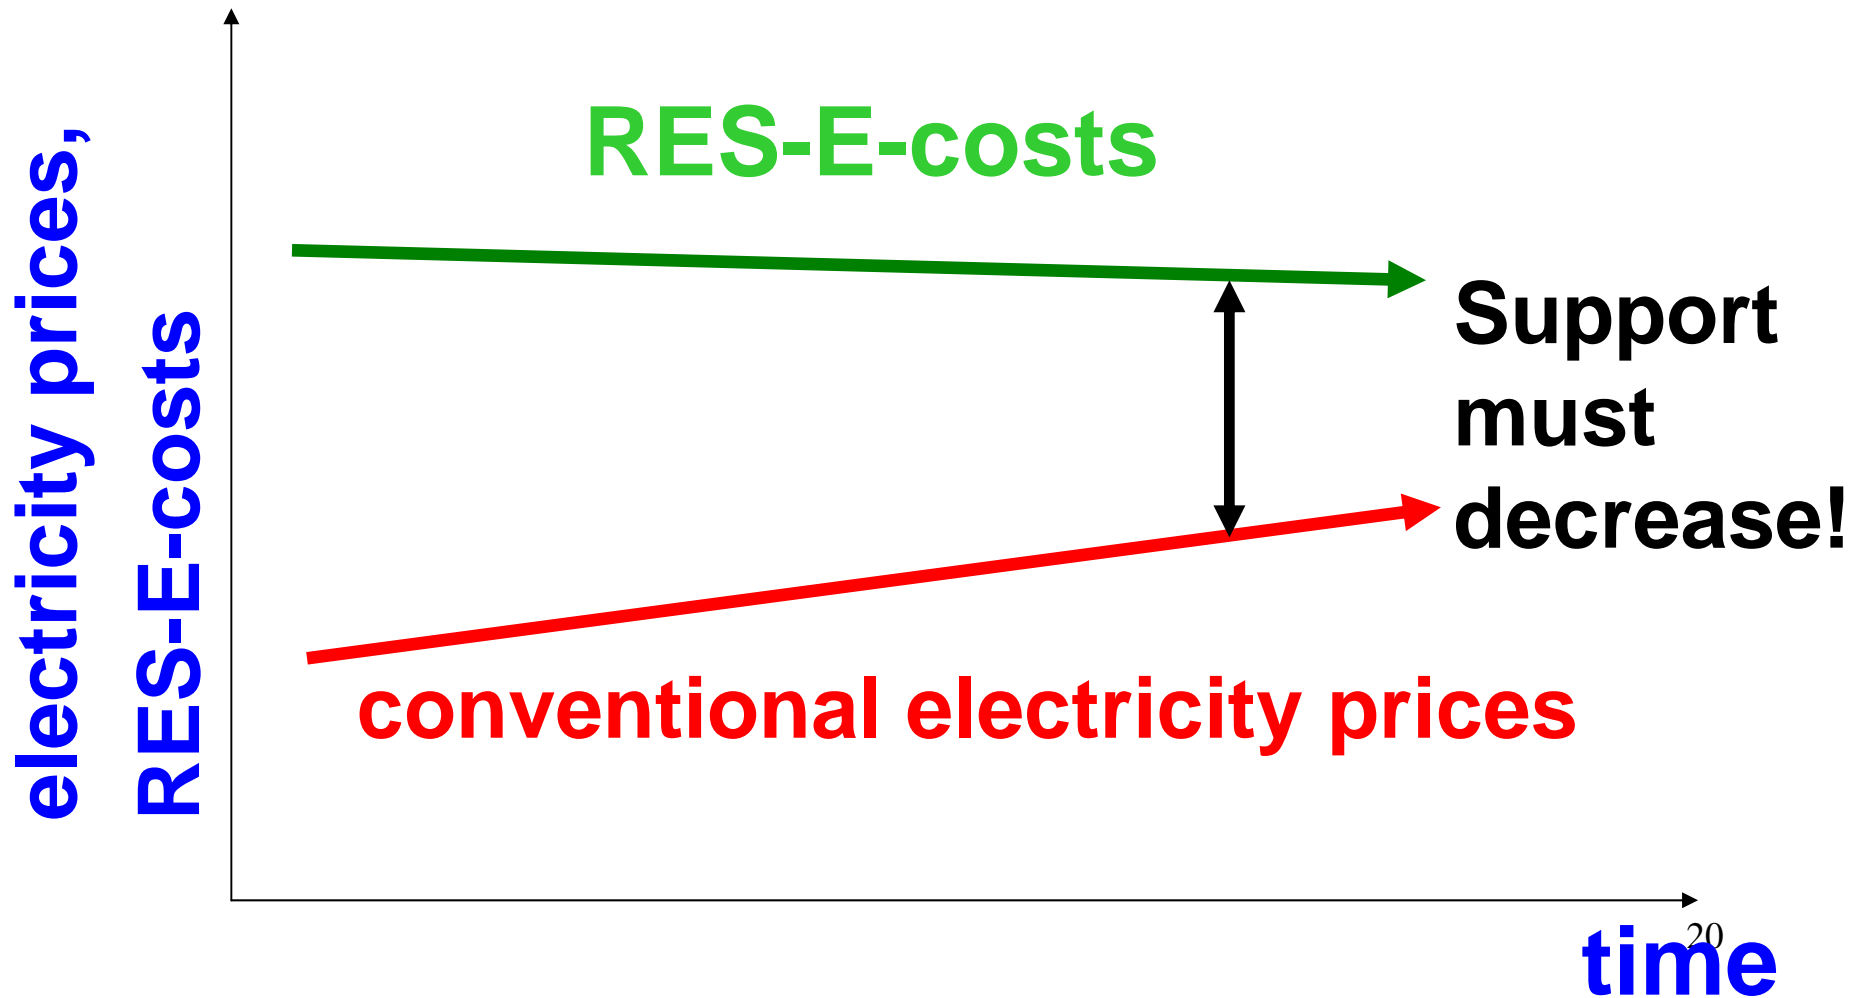 electricity prices,
RES-E-costs
RES-E-costs
Support
must
decrease!
conventional electricity prices
20
time